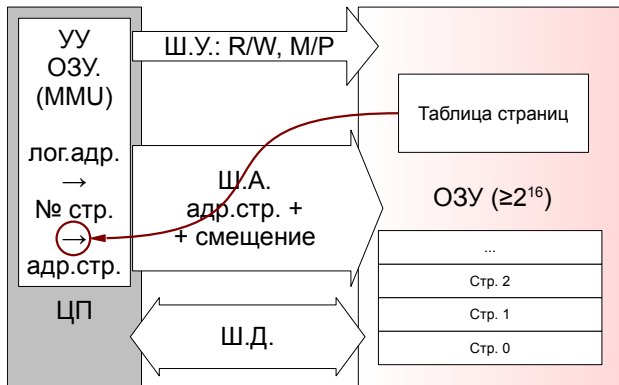 УУ
ОЗУ.
(MMU)
лог.адр.
→
№ стр.
→
адр.стр.
ЦП
Ш.У.: R/W, M/P
Ш.А.
адр.стр. +
+ смещение
Ш.Д.
Таблица страниц
ОЗУ (≥2¹⁶)
...
Стр. 2
Стр. 1
Стр. 0